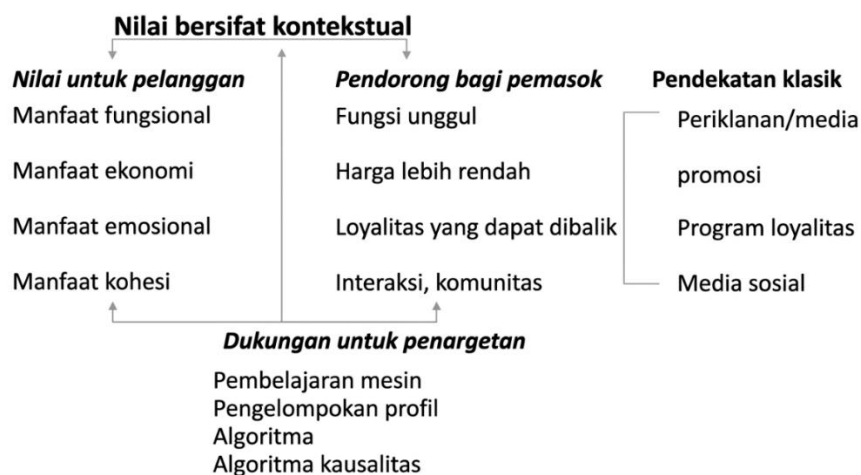 Nilai bersifat kontekstual
Nilai untuk pelanggan
Manfaat fungsional
Manfaat ekonomi
Manfaat emosional
Manfaat kohesi
Pendorong bagi pemasok
Fungsi unggul
Harga lebih rendah
Loyalitas yang dapat dibalik
Interaksi, komunitas
Pendekatan klasik
Periklanan/media
promosi
Program loyalitas
Media sosial
Dukungan untuk penargetan
Pembelajaran mesin
Pengelompokan profil
Algoritma
Algoritma kausalitas